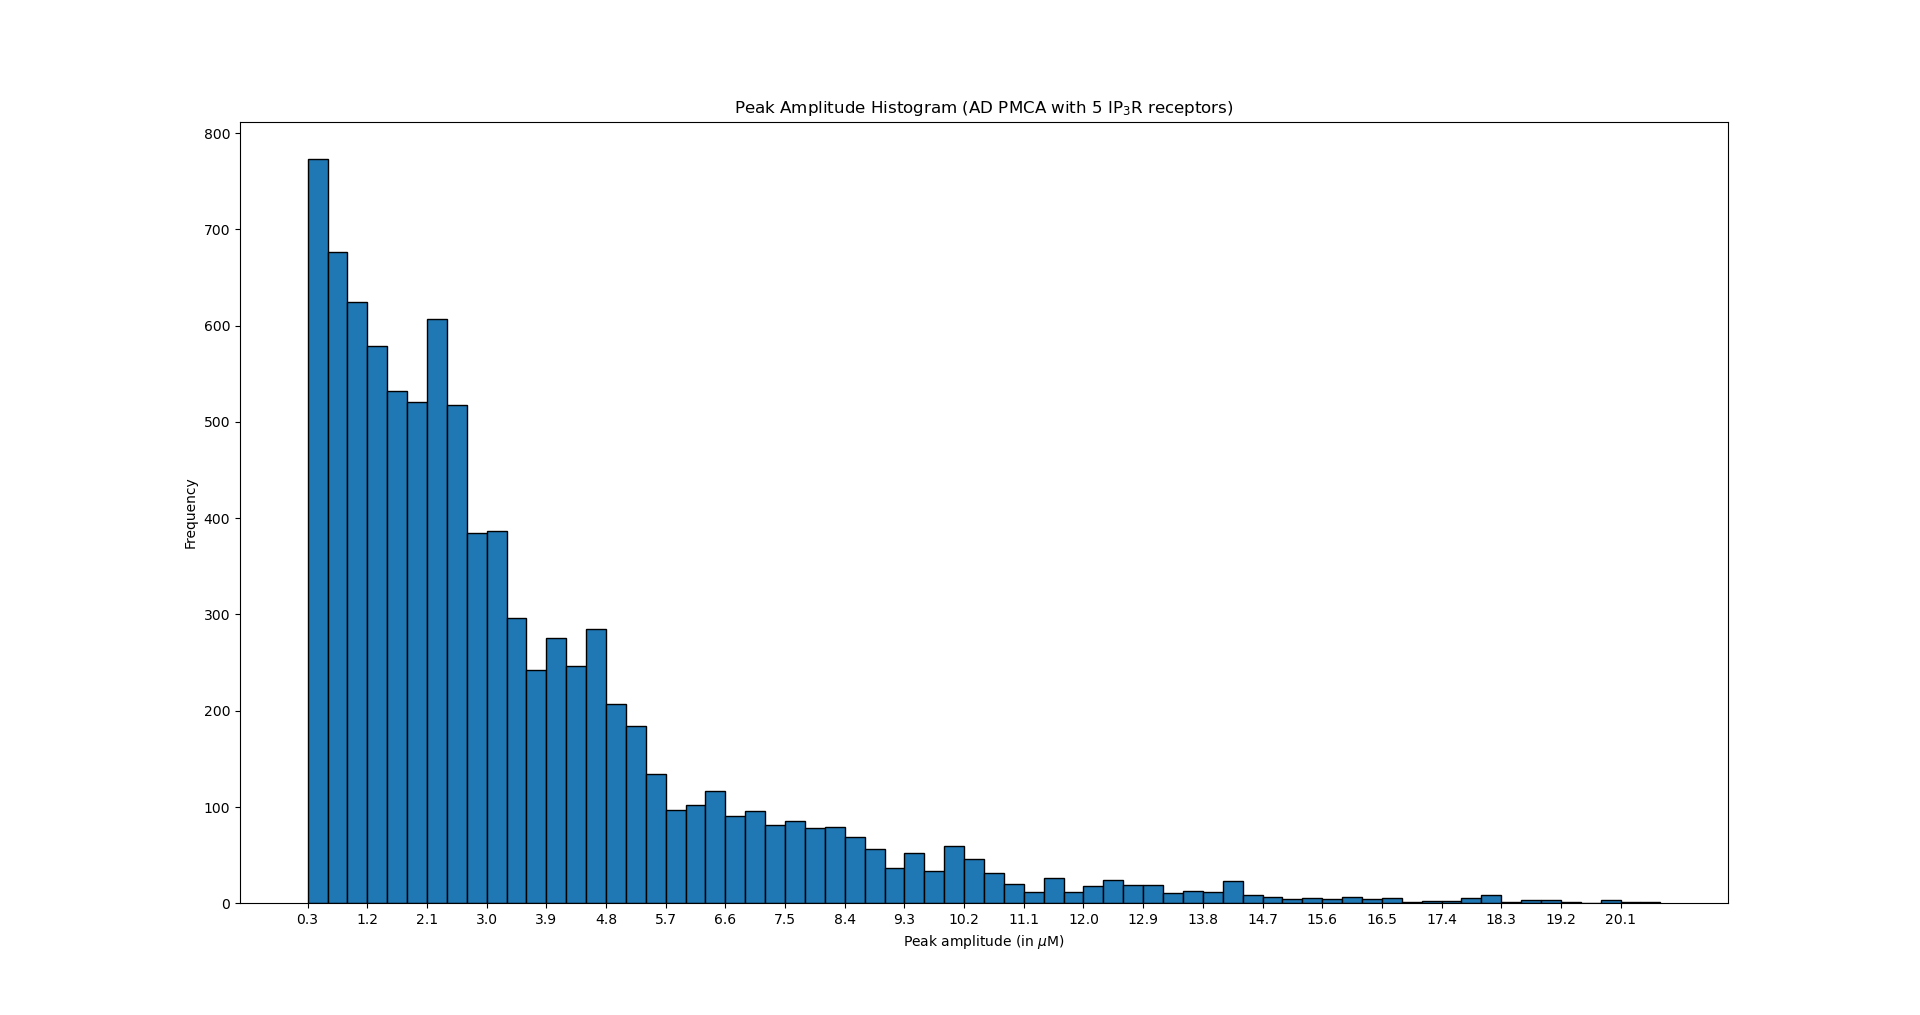 Peak Amplitude Histogram (AD PMCA with 5 IP₃R receptors)
800
700
600
500
400
300
200
100
0
Frequency
0.3 1.2 2.1 3.0 3.9 4.8 5.7 6.6 7.5 8.4 9.3 10.2 11.1 12.0 12.9 13.8 14.7 15.6 16.5 17.4 18.3 19.2 20.1
Peak amplitude (in μM)